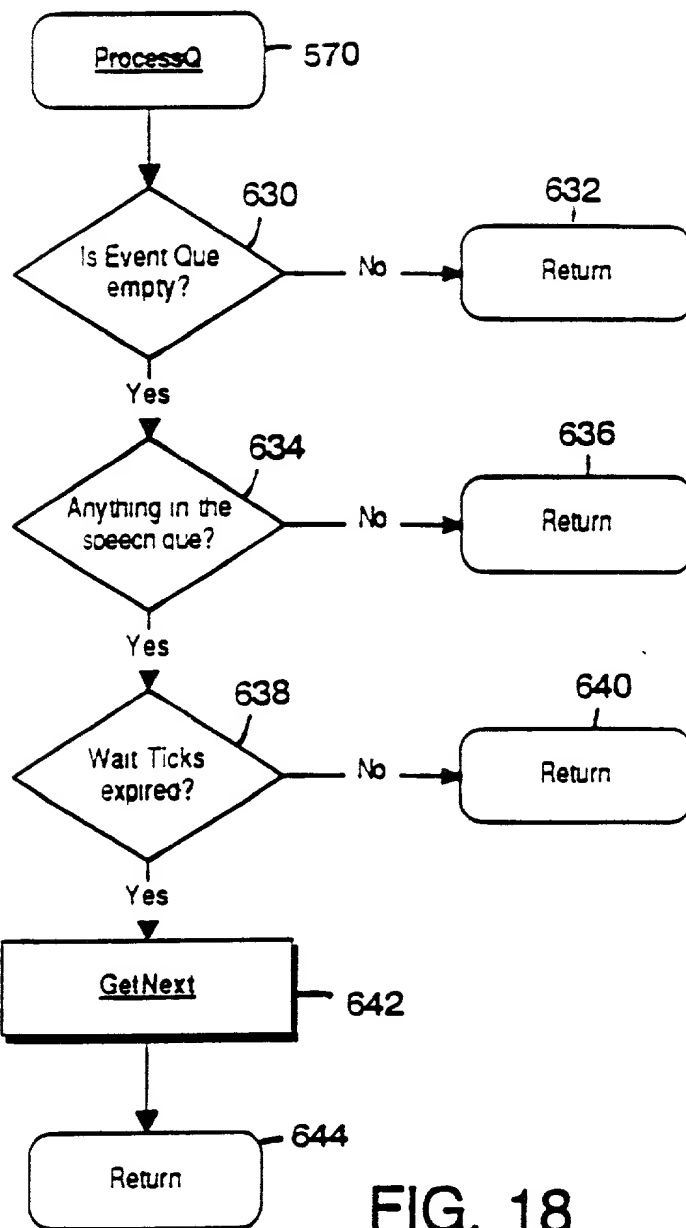 ProcessQ
570
630
Is Event Que
empty?
No
632
Return
Yes
634
Anything in the
speech que?
No
636
Return
Yes
638
Wait Ticks
expired?
No
640
Return
Yes
GetNext
642
644
Return
FIG. 18